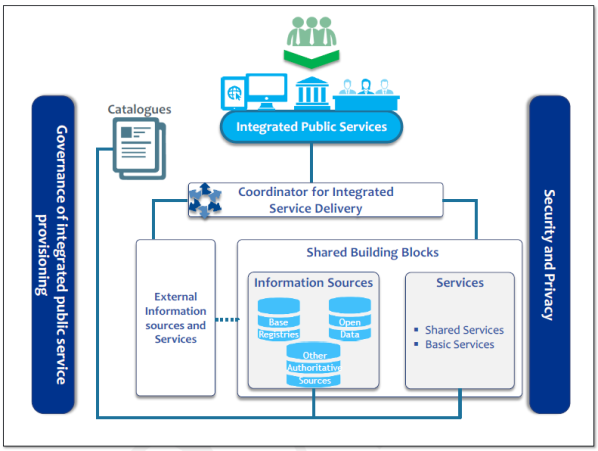 Catalogues
Integrated Public Services
Governance of integrated public service
provisioning
Coordinator for Integrated
Service Delivery
Security and Privacy
External
Information
sources and
Services
Shared Building Blocks
Information Sources
Base
Registries
Open
Data
Other
Authoritative
Sources
Services
Shared Services
Basic Services